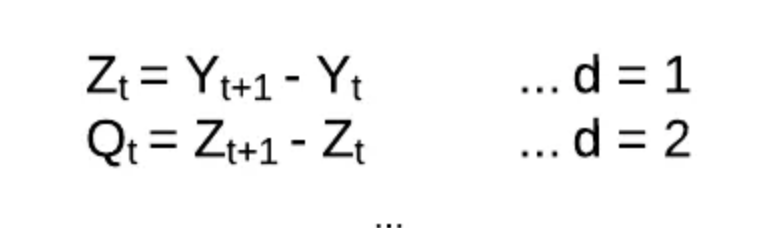 Zₜ = Yₜ₊₁ - Yₜ ... d = 1
Qₜ = Zₜ₊₁ - Zₜ ... d = 2
...